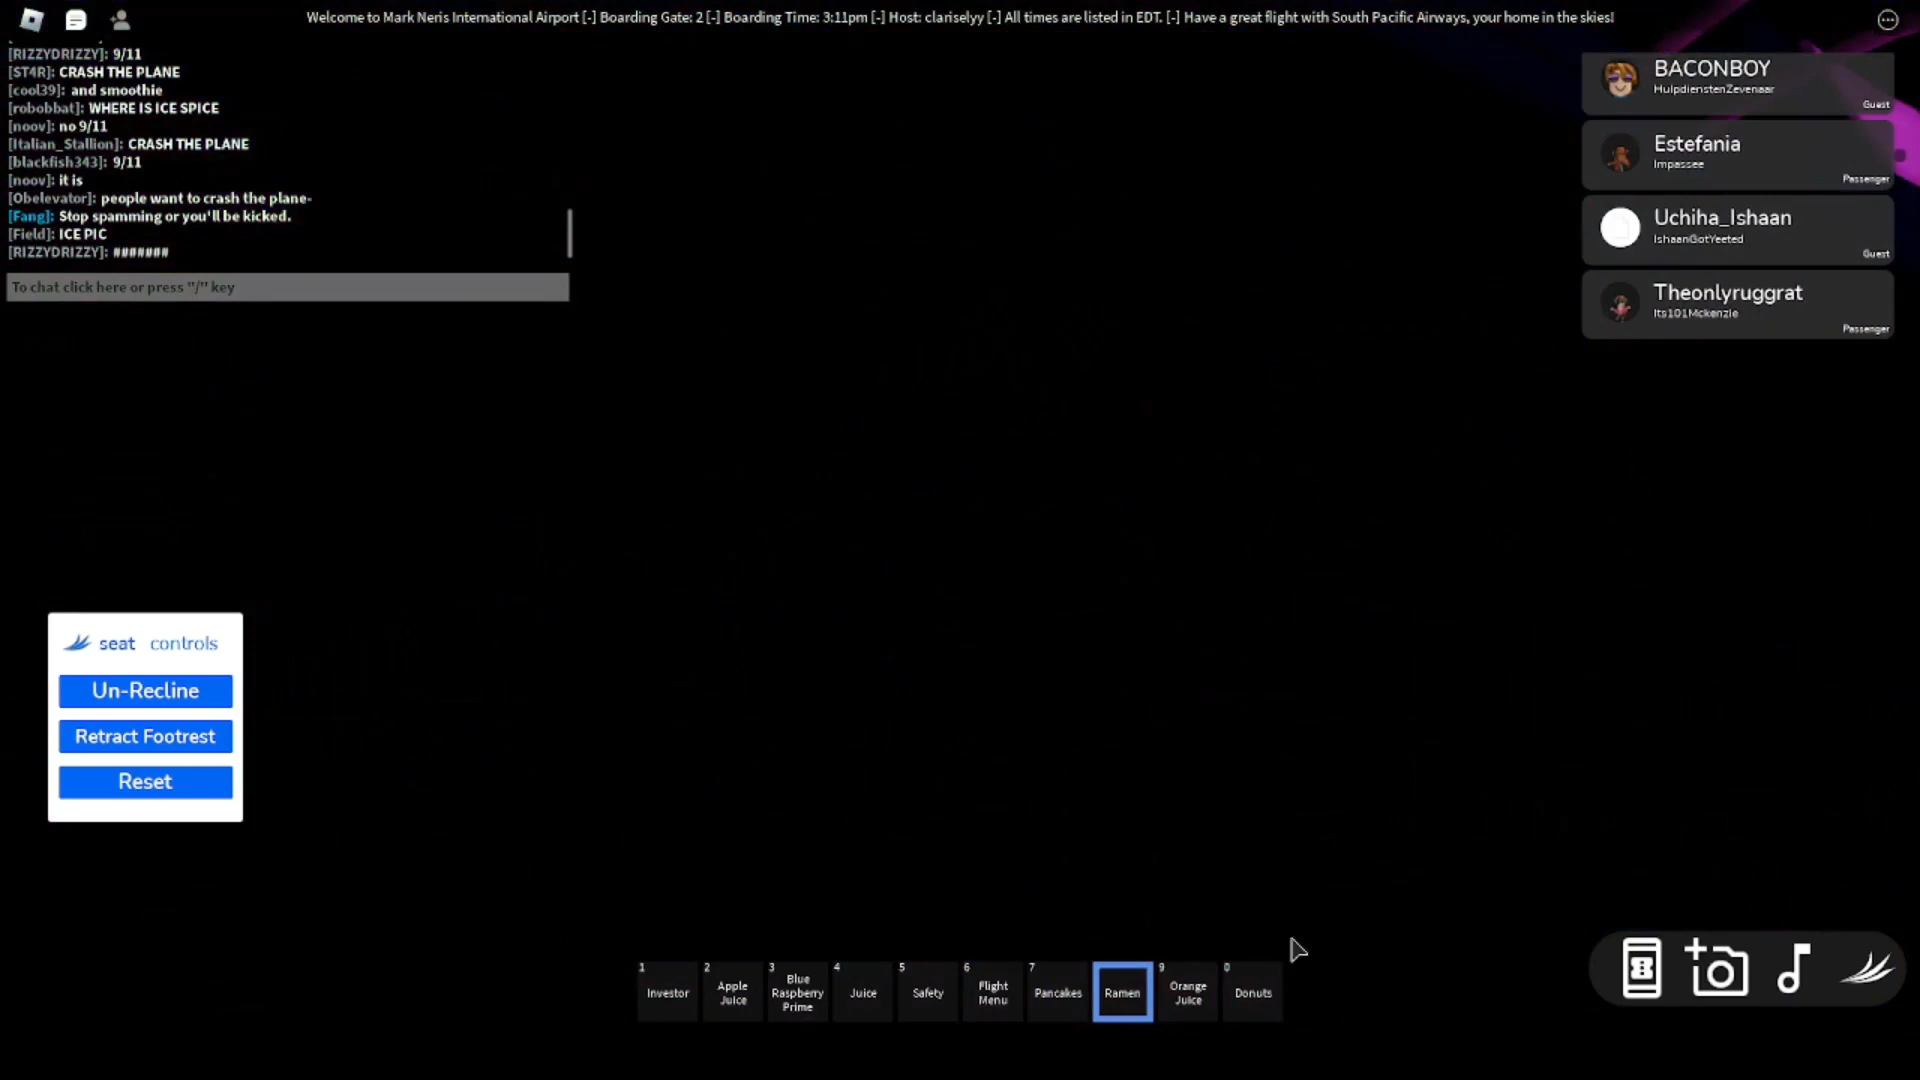 Welcome to Mark Neris International Airport [-] Boarding Gate: 2 [-] Boarding Time: 3:11pm [-] Host: clariselyy [-] All times are listed in EDT. [-] Have a great flight with South Pacific Airways, your home in the skies!
[RIZZYDRIZZY]: 9/11
[ST4R]: CRASH THE PLANE
[cool39]: and smoothie
[robobbat]: WHERE IS ICE SPICE
[noov]: no 9/11
[Italian_Stallion]: CRASH THE PLANE
[blackfish343]: 9/11
[noov]: it is
[Obelevator]: people want to crash the plane-
[Fang]: Stop spamming or you'll be kicked.
[Field]: ICE PIC
[RIZZYDRIZZY]: #######
To chat click here or press "/" key
BACONBOY
HulpdienstenZevenaar
Guest
Estefania
Impassee
Passenger
Uchiha_Ishaan
IshaanGotYeeted
Guest
Theonlyruggrat
Its101Mckenzie
Passenger
seat controls
Un-Recline
Retract Footrest
Reset
1
Investor
2
Apple
Juice
3
Blue
Raspberry
Prime
4
Juice
5
Safety
6
Flight
Menu
7
Pancakes
Ramen
9
Orange
Juice
0
Donuts